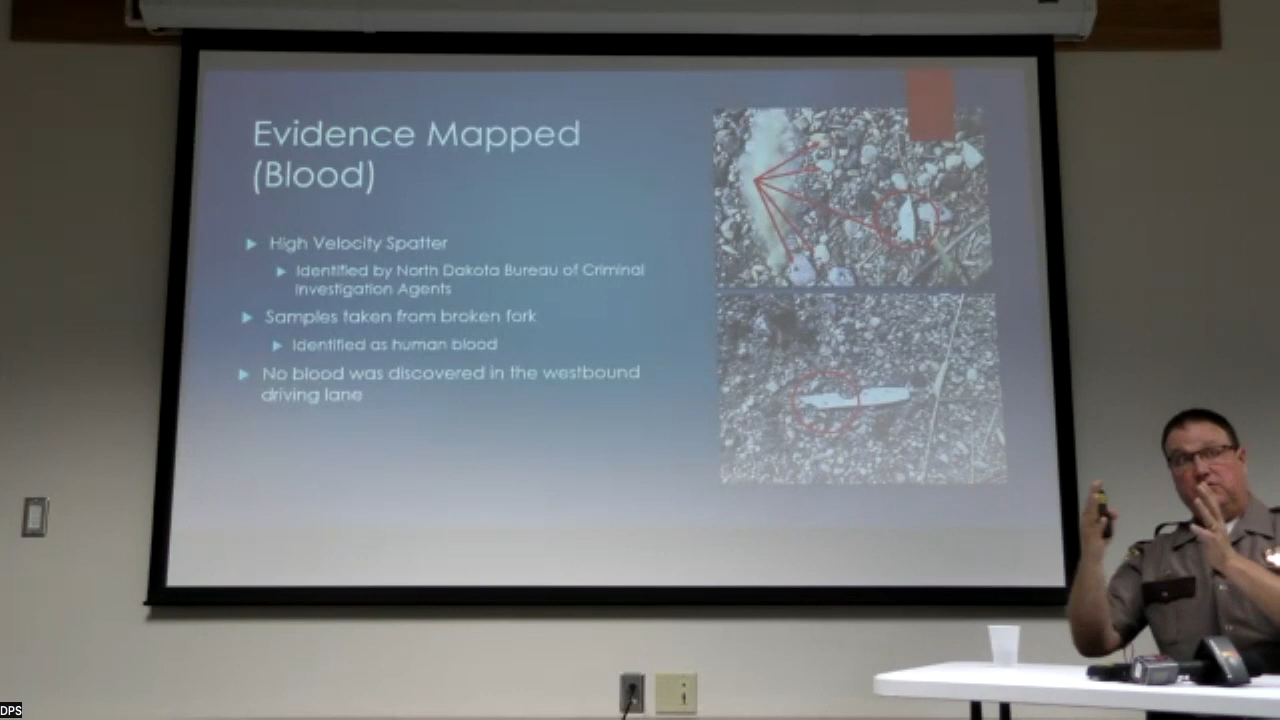 Evidence Mapped
(Blood)
High Velocity Spatter
Identified by North Dakota Bureau of Criminal
Investigation Agents
Samples taken from broken fork
Identified as human blood
No blood was discovered in the westbound
driving lane
DPS